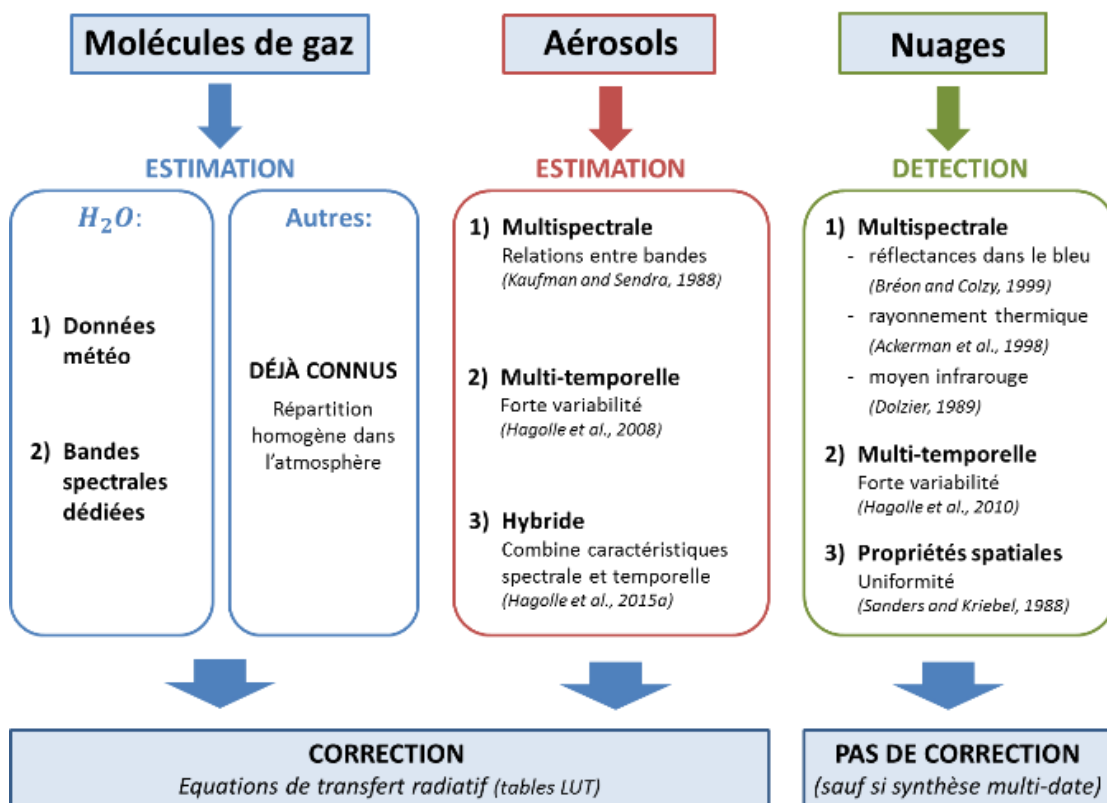 Molécules de gaz
ESTIMATION
H₂O:
1) Données
météo
2) Bandes
spectrales
dédiées
Autres:
DÉJÀ CONNUS
Répartition
homogène dans
l'atmosphère
Aérosols
ESTIMATION
1) Multispectrale
Relations entre bandes
(Kaufman and Sendra, 1988)
2) Multi-temporelle
Forte variabilité
(Hagolle et al., 2008)
3) Hybride
Combine caractéristiques
spectrale et temporelle
(Hagolle et al., 2015a)
Nuages
DETECTION
1) Multispectrale
- réflectances dans le bleu
(Bréon and Colzy, 1999)
- rayonnement thermique
(Ackerman et al., 1998)
- moyen infrarouge
(Dolzier, 1989)
2) Multi-temporelle
Forte variabilité
(Hagolle et al., 2010)
3) Propriétés spatiales
Uniformité
(Sanders and Kriebel, 1988)
CORRECTION
Equations de transfert radiatif (tables LUT)
PAS DE CORRECTION
(sauf si synthèse multi-date)